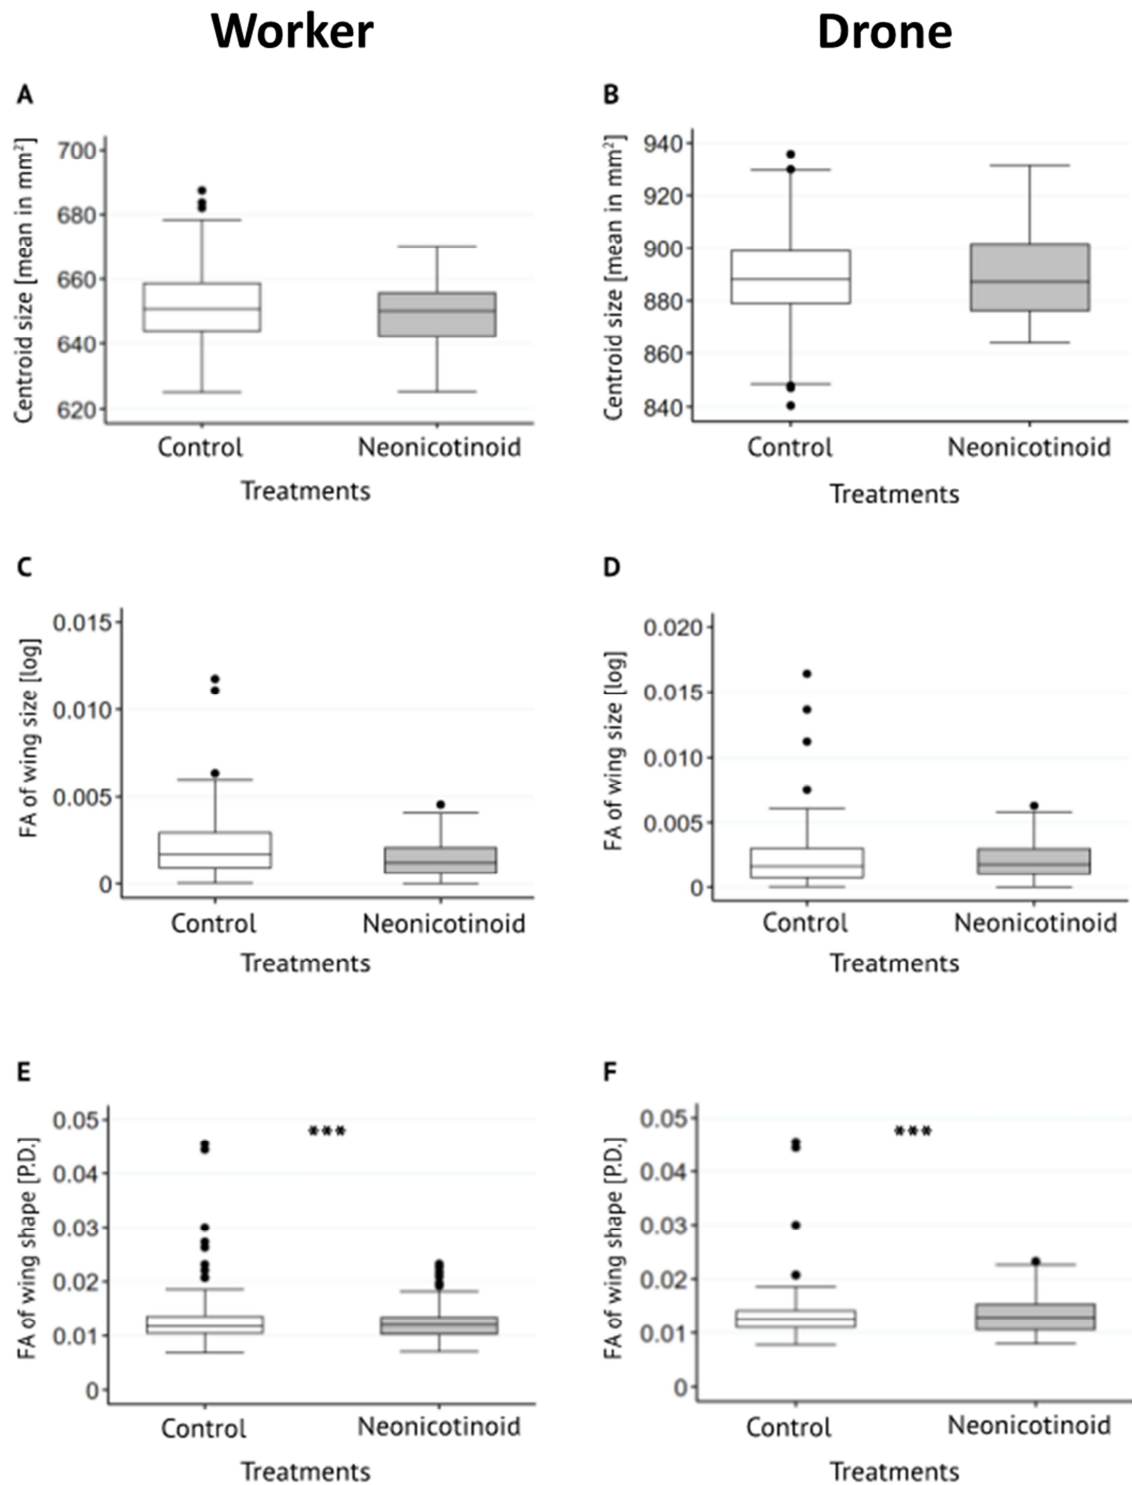 Worker
Drone
A
Centroid size [mean in mm²]
700
680
660
640
620
Control
Neonicotinoid
Treatments
B
Centroid size [mean in mm²]
940
920
900
880
860
840
Control
Neonicotinoid
Treatments
C
FA of wing size [log]
0.015
0.010
0.005
0
Control
Neonicotinoid
Treatments
D
FA of wing size [log]
0.020
0.015
0.010
0.005
0
Control
Neonicotinoid
Treatments
E
FA of wing shape [P.D.]
0.05
0.04
0.03
0.02
0.01
0
***
Control
Neonicotinoid
Treatments
F
FA of wing shape [P.D.]
0.05
0.04
0.03
0.02
0.01
0
***
Control
Neonicotinoid
Treatments